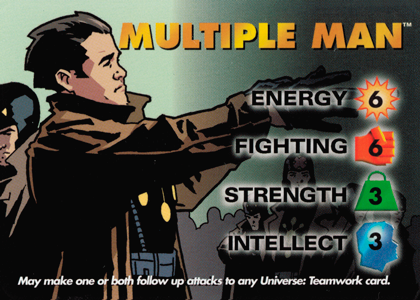 MULTIPLE MAN™
ENERGY 6
FIGHTING 6
STRENGTH 3
INTELLECT 3
May make one or both follow up attacks to any Universe: Teamwork card.